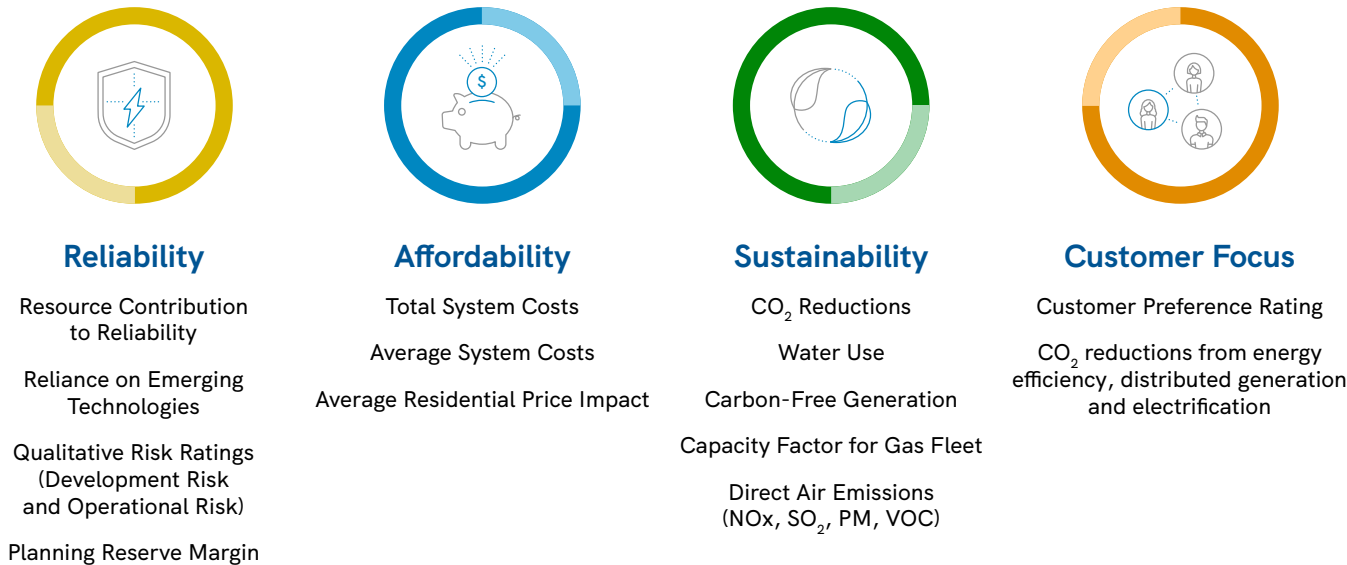 $
Reliability
Resource Contribution
to Reliability
Reliance on Emerging
Technologies
Qualitative Risk Ratings
(Development Risk
and Operational Risk)
Planning Reserve Margin
Affordability
Total System Costs
Average System Costs
Average Residential Price Impact
Sustainability
CO₂ Reductions
Water Use
Carbon-Free Generation
Capacity Factor for Gas Fleet
Direct Air Emissions
(NOx, SO₂, PM, VOC)
Customer Focus
Customer Preference Rating
CO₂ reductions from energy
efficiency, distributed generation
and electrification